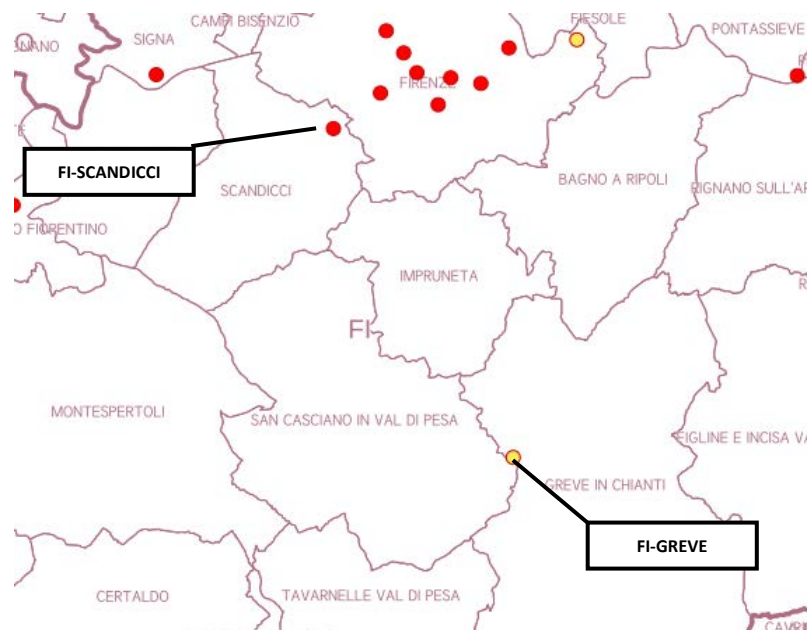 CAMPI BISENZIO
FIESOLE
PONTASSIEVE
SIGNA
FIRENZE
FI-SCANDICCI
SCANDICCI
BAGNO A RIPOLI
RIGNANO SULL'AR
O FIORENTINO
IMPRUNETA
FI
MONTESPERTOLI
SAN CASCIANO IN VAL DI PESA
FIGLINE E INCISA VA
GREVE IN CHIANTI
FI-GREVE
CERTALDO
TAVARNELLE VAL DI PESA